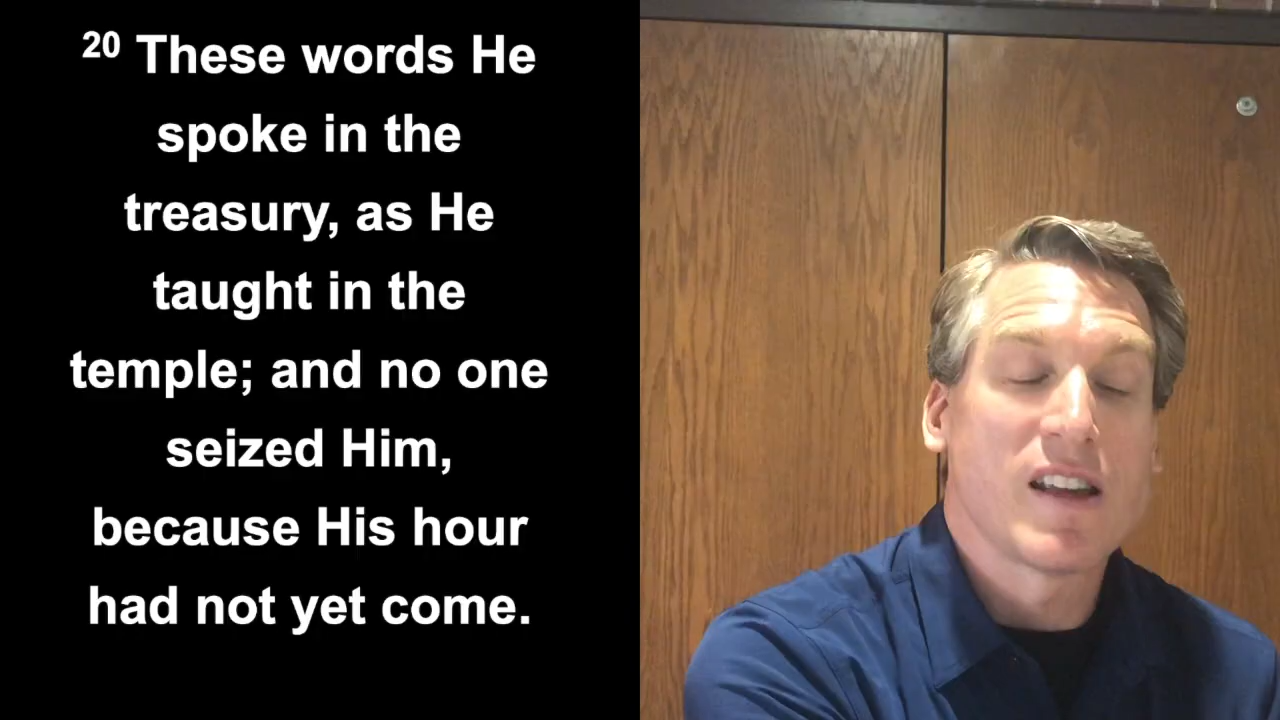 20 These words He
spoke in the
treasury, as He
taught in the
temple; and no one
seized Him,
because His hour
had not yet come.